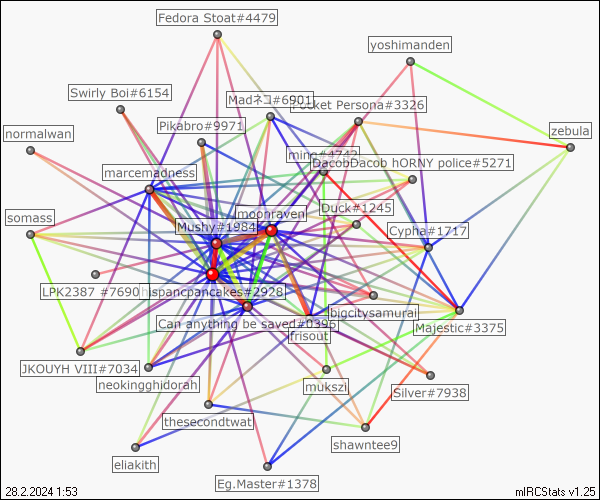 Fedora Stoat#4479
yoshimanden
Swirly Boi#6154
Madネコ#6901
Pocket Persona#3326
Pikabro#9971
normalwan
zebula
mino#4742
DacobDacob hORNY police#5271
marcemadness
Duck#1245
moonraven
somass
Mushy#1984
Cypha#1717
LPK2387 #7690
hispancpancakes#2928
bigcitysamurai
Can anything be saved#0396
Majestic#3375
frisout
JKOUYH VIII#7034
neokingghidorah
mukszi
Silver#7938
thesecondtwat
shawntee9
eliakith
Eg.Master#1378
28.2.2024 1:53
mIRCStats v1.25